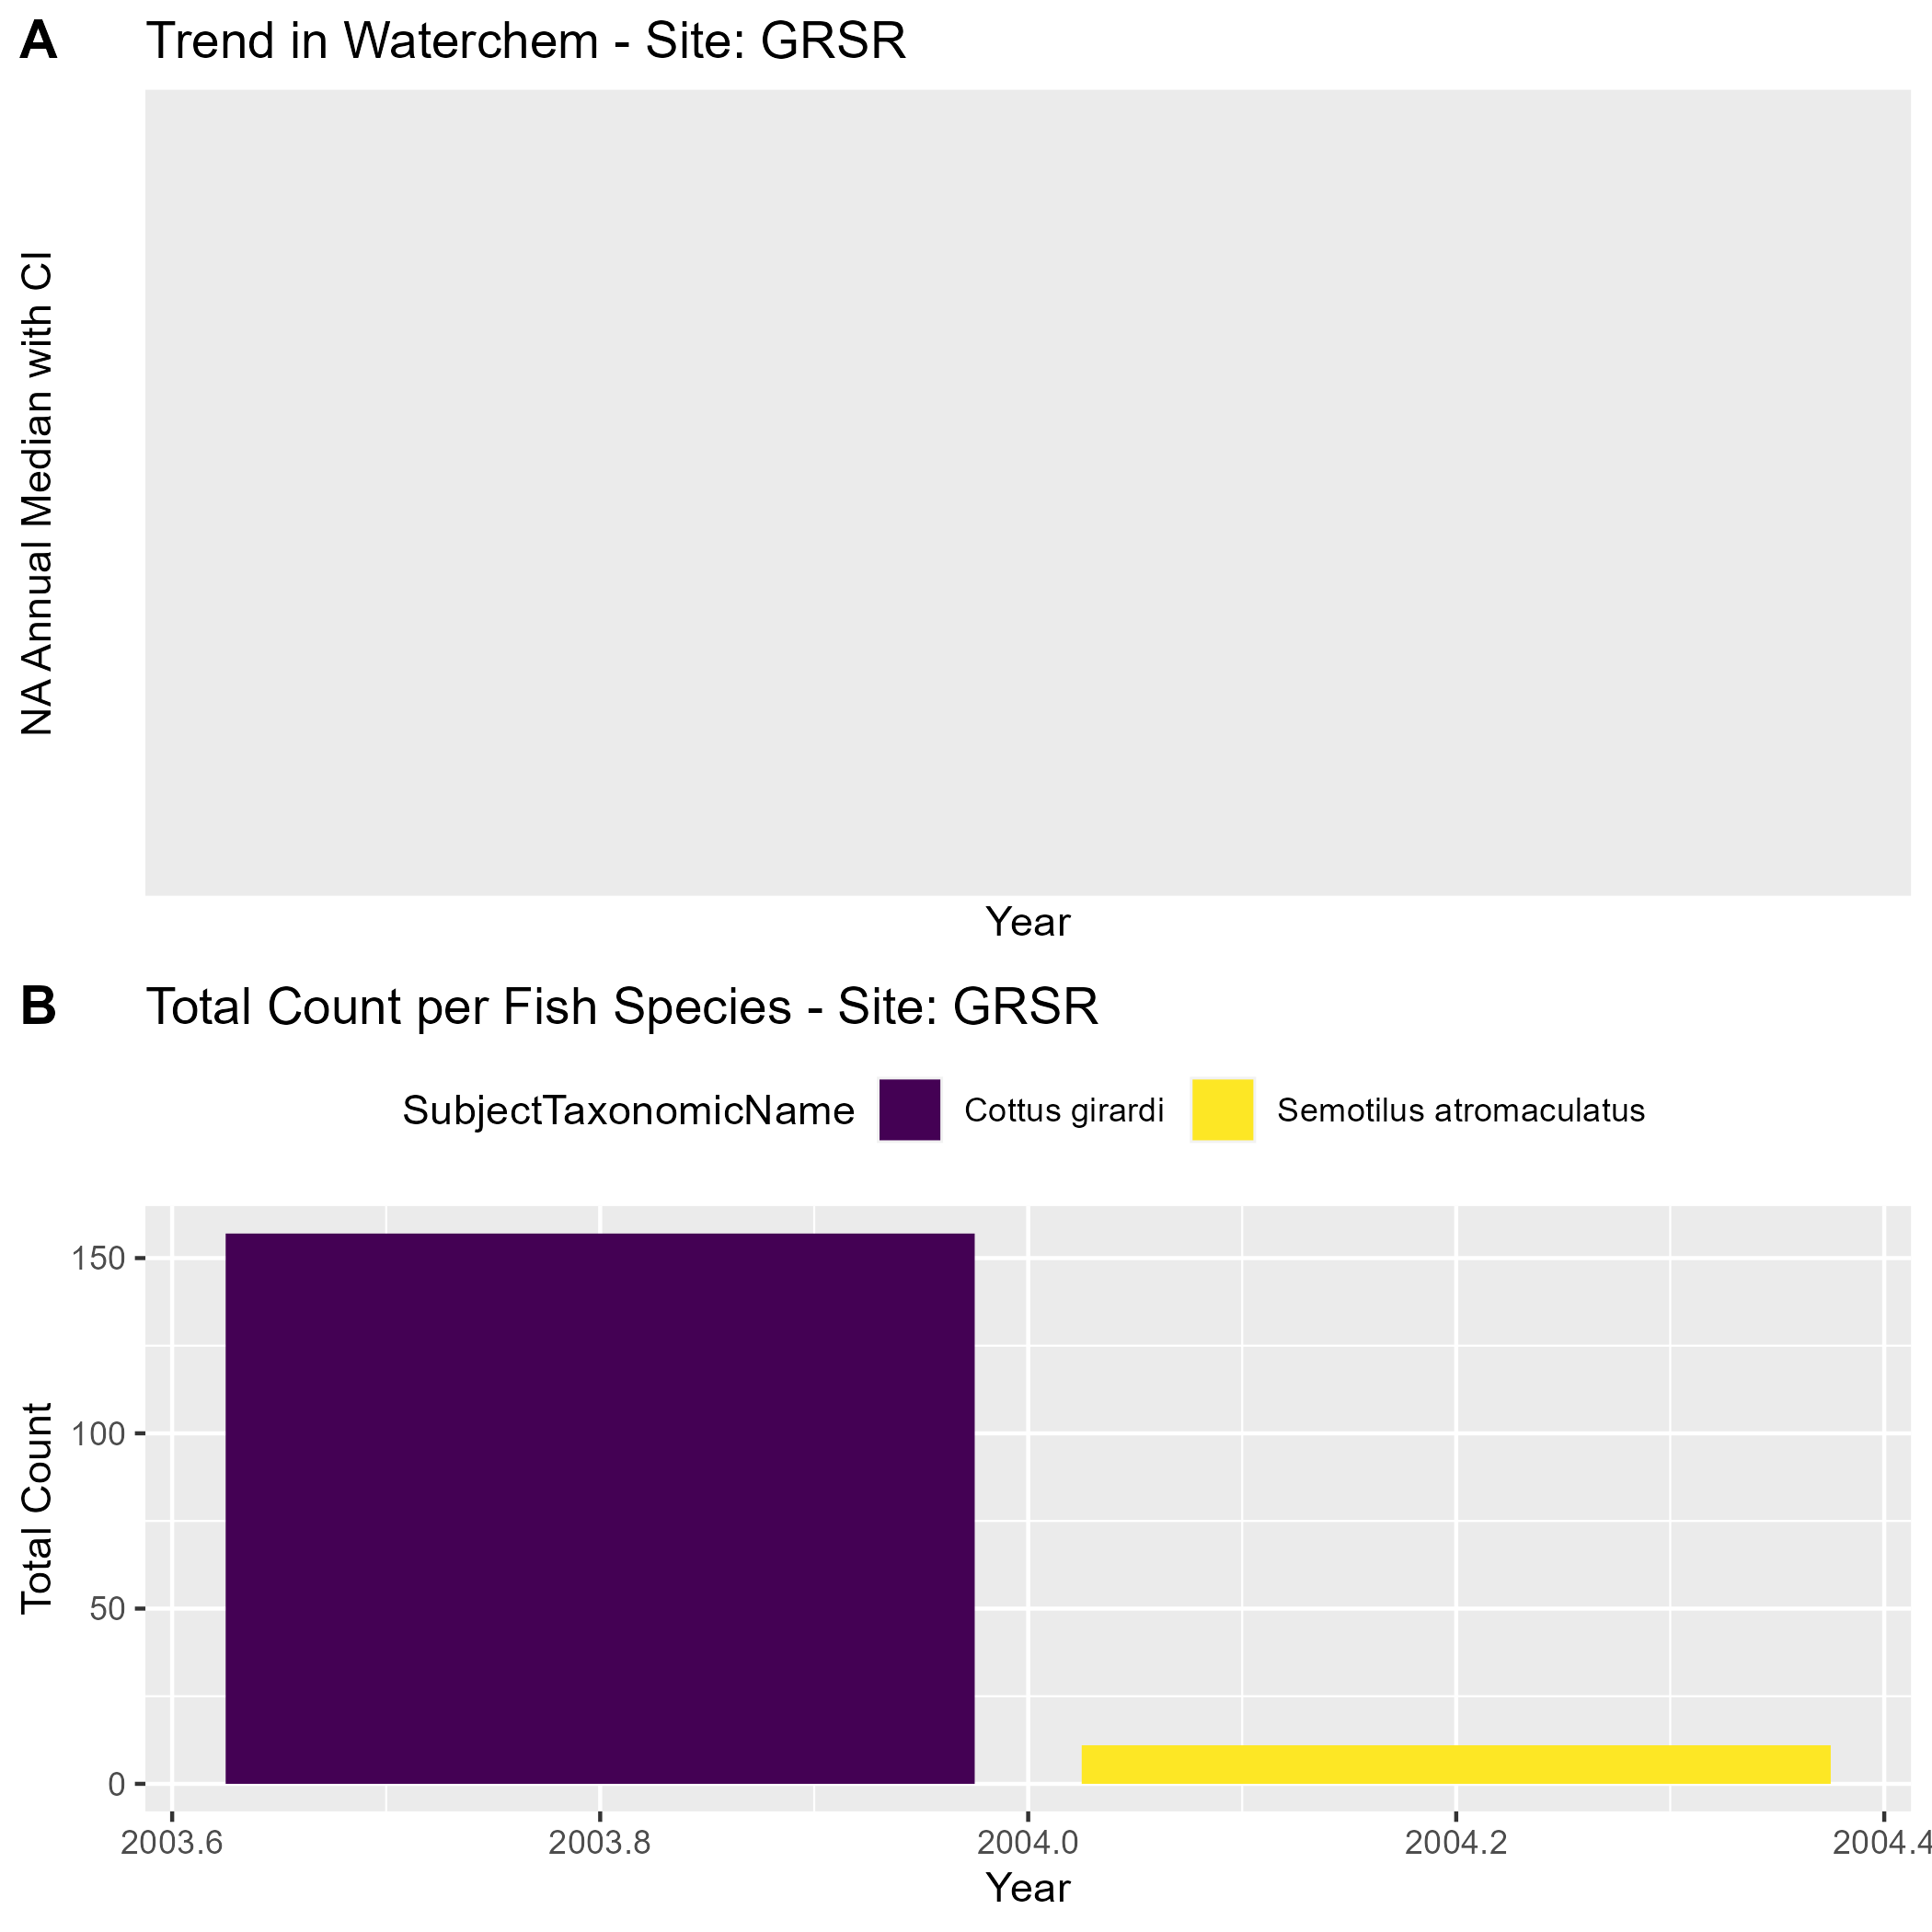 A Trend in Waterchem - Site: GRSR
NA Annual Median with CI
Year
B Total Count per Fish Species - Site: GRSR
SubjectTaxonomicName Cottus girardi Semotilus atromaculatus
Total Count
150
100
50
0
2003.6 2003.8 2004.0 2004.2 2004.4
Year